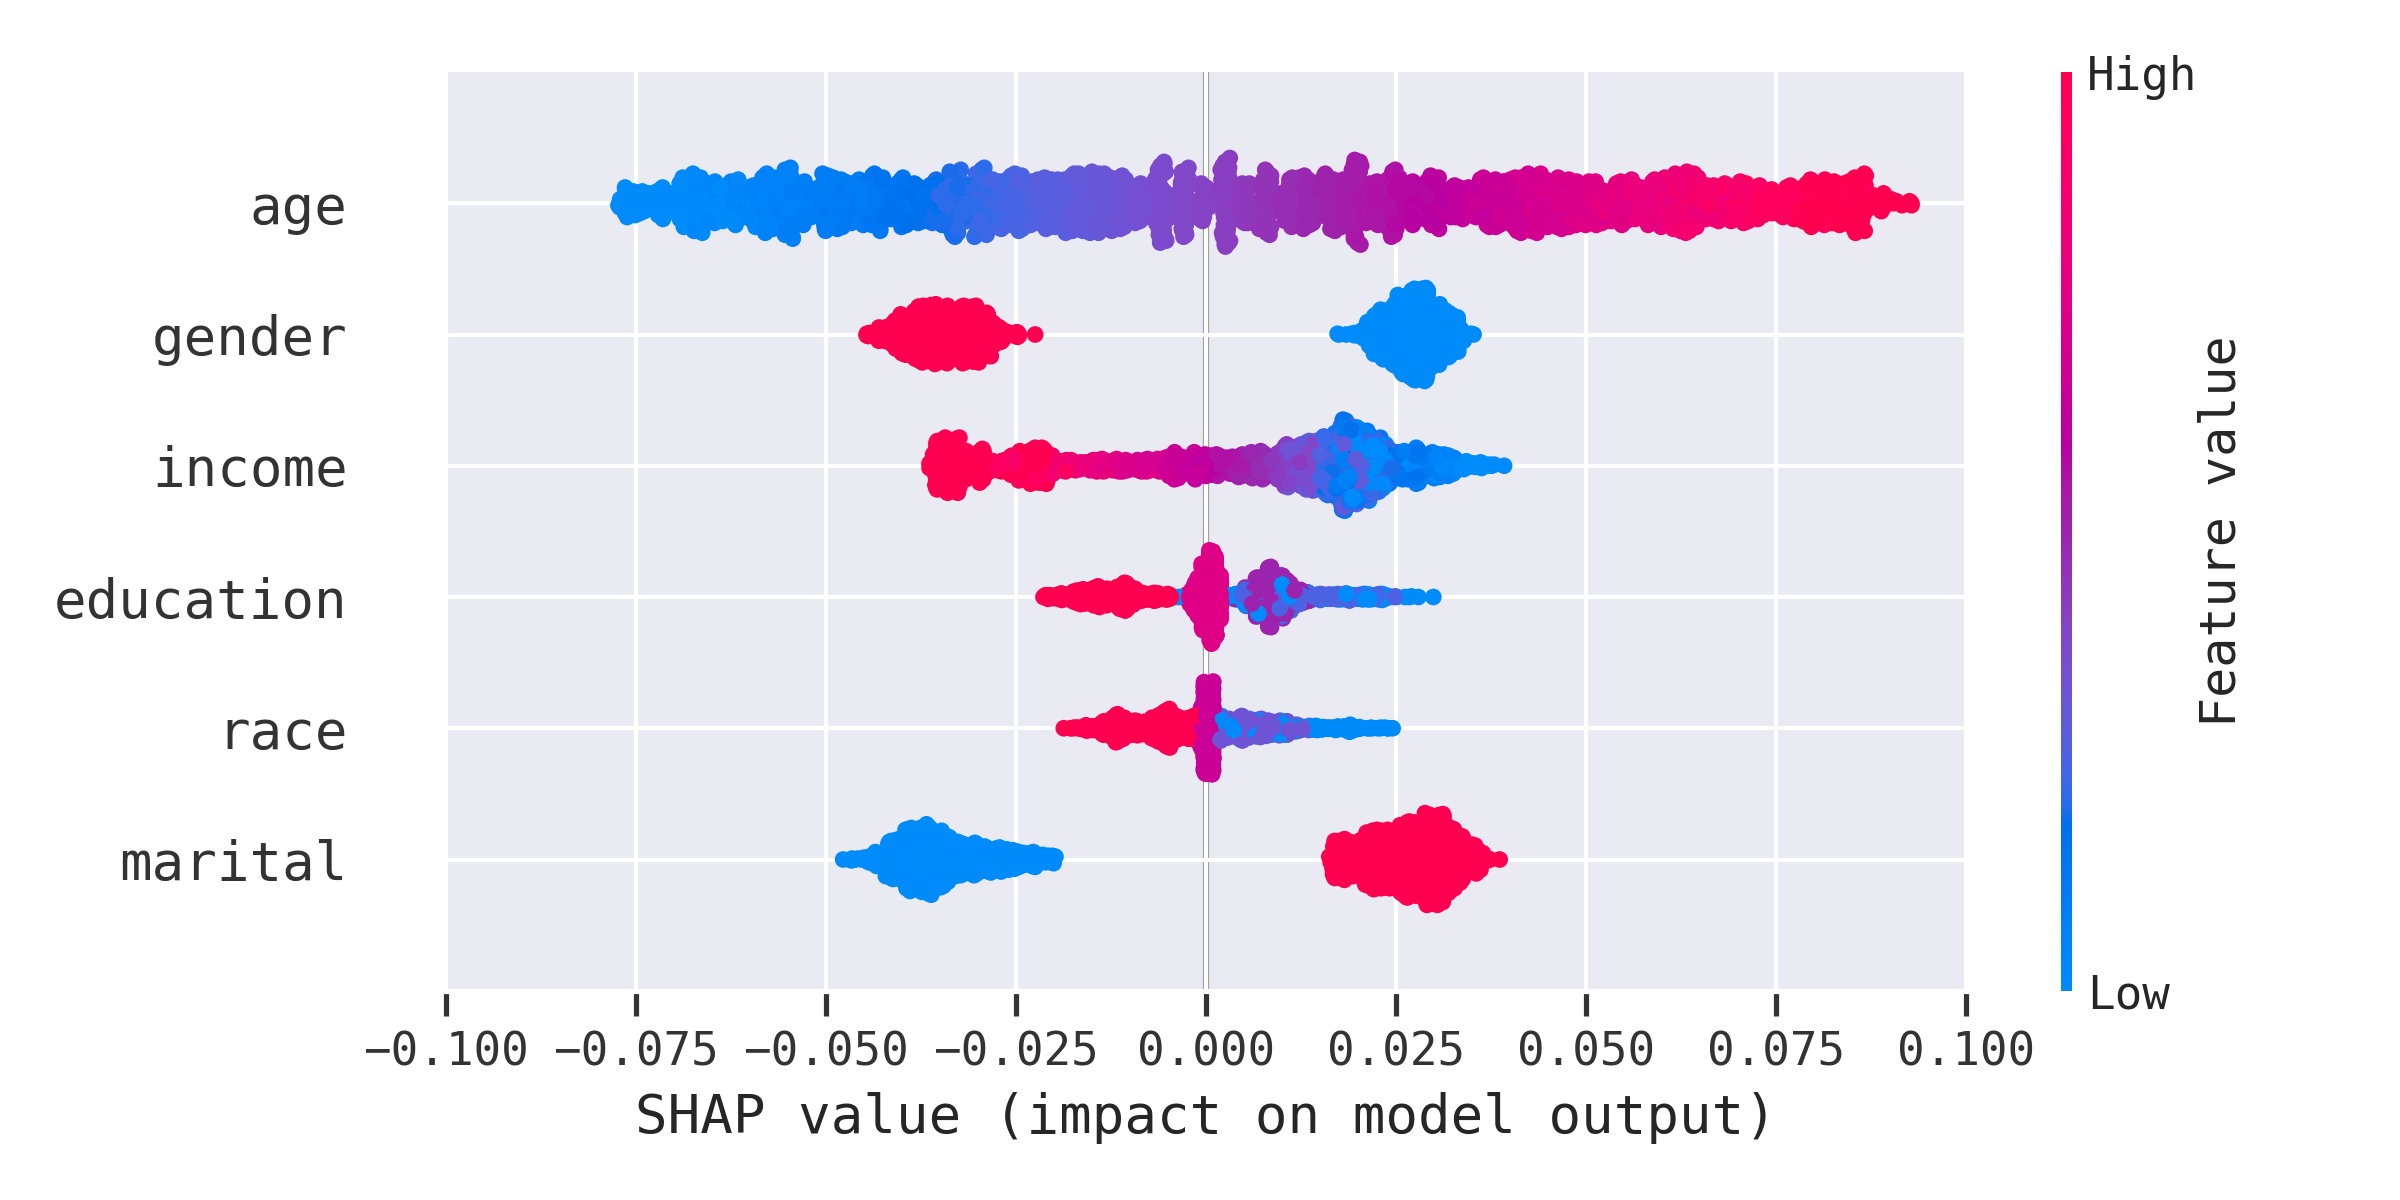 High
age
gender
income
education
race
marital
Feature value
Low
−0.100 −0.075 −0.050 −0.025 0.000 0.025 0.050 0.075 0.100
SHAP value (impact on model output)